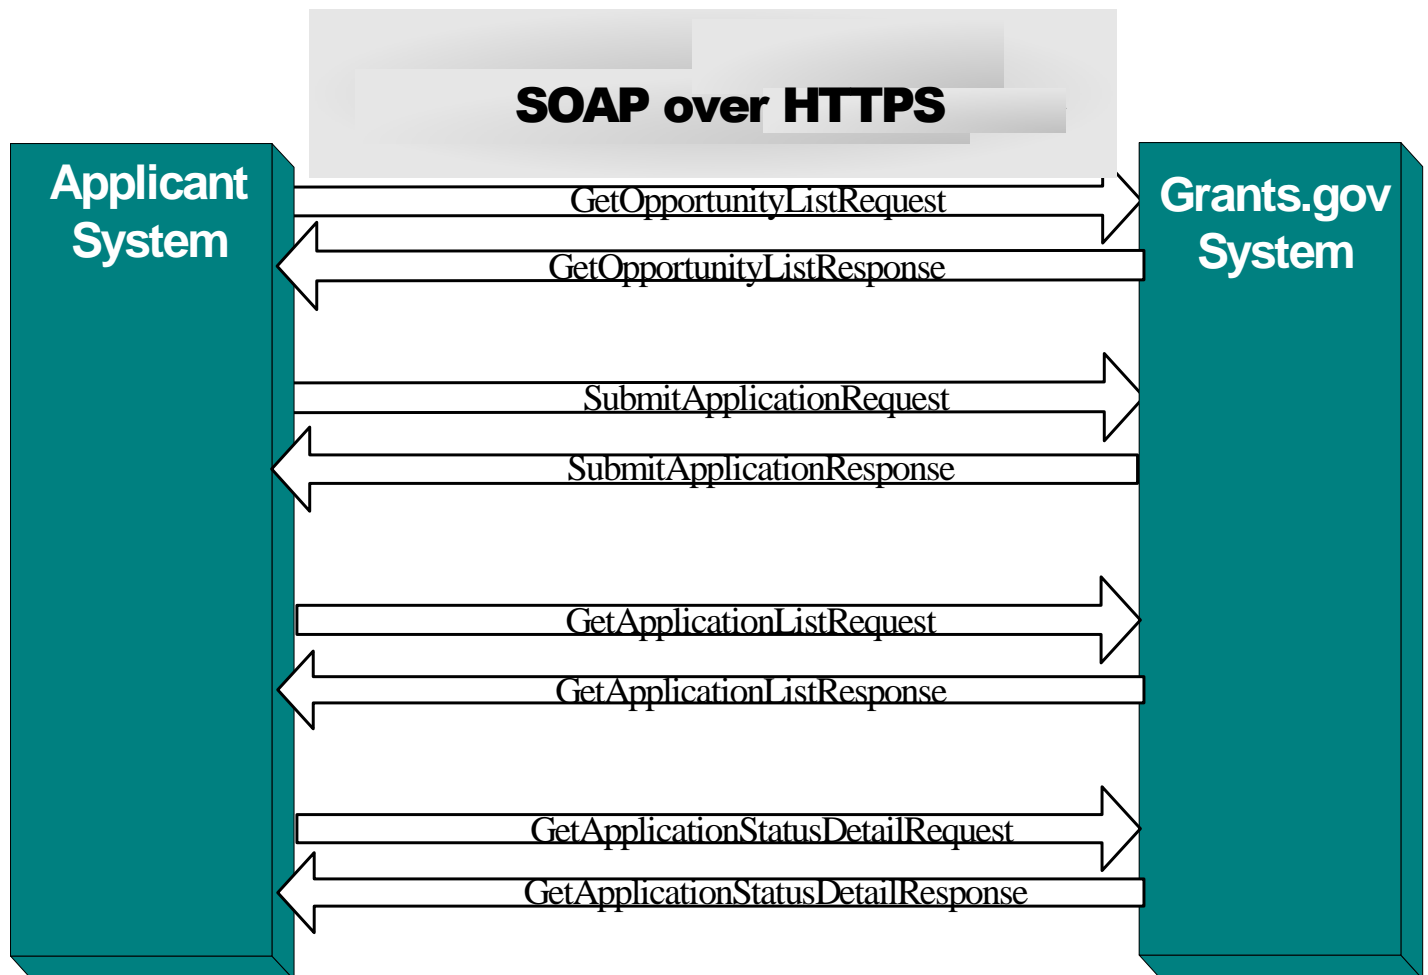 SOAP over HTTPS
Applicant
System
Grants.gov
System
GetOpportunityListRequest
GetOpportunityListResponse
SubmitApplicationRequest
SubmitApplicationResponse
GetApplicationListRequest
GetApplicationListResponse
GetApplicationStatusDetailRequest
GetApplicationStatusDetailResponse